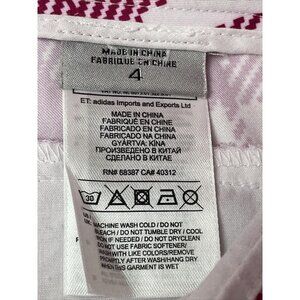 MADE IN CHINA
FABRIQUÉ EN CHINE
4
ET: adidas Imports and Exports Ltd
MADE IN CHINA
FABRIQUÉ EN CHINE
FABRICADO EN CHINA
FABRICADO NA CHINA
GYÁRTVA: KÍNA
ПРОИЗВЕДЕНО В КИТАЕ
СДЕЛАНО В КИТАЕ
RN# 68387 CA# 40312
30
MACHINE WASH COLD / DO NOT
BLEACH / DO NOT TUMBLE DRY / COOL
IRON IF NEEDED / DO NOT DRYCLEAN
DO NOT USE FABRIC SOFTENER/
WASH WITH LIKE COLORS/REMOVE
PROMPTLY AFTER WASH/HANG DRY
WHEN THIS GARMENT IS WET